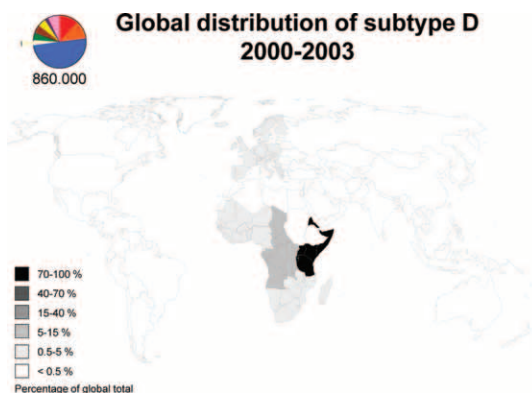 Global distribution of subtype D
2000-2003
860.000
70-100 %
40-70 %
15-40 %
5-15 %
0.5-5 %
< 0.5 %
Percentage of global total